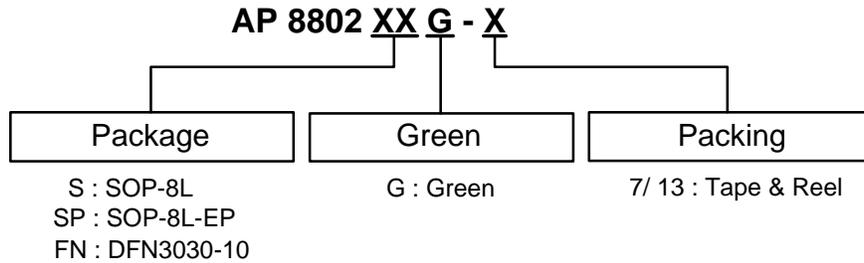 AP 8802 XX G - X
Package
Green
Packing
S : SOP-8L
G : Green
7/ 13 : Tape & Reel
SP : SOP-8L-EP
FN : DFN3030-10